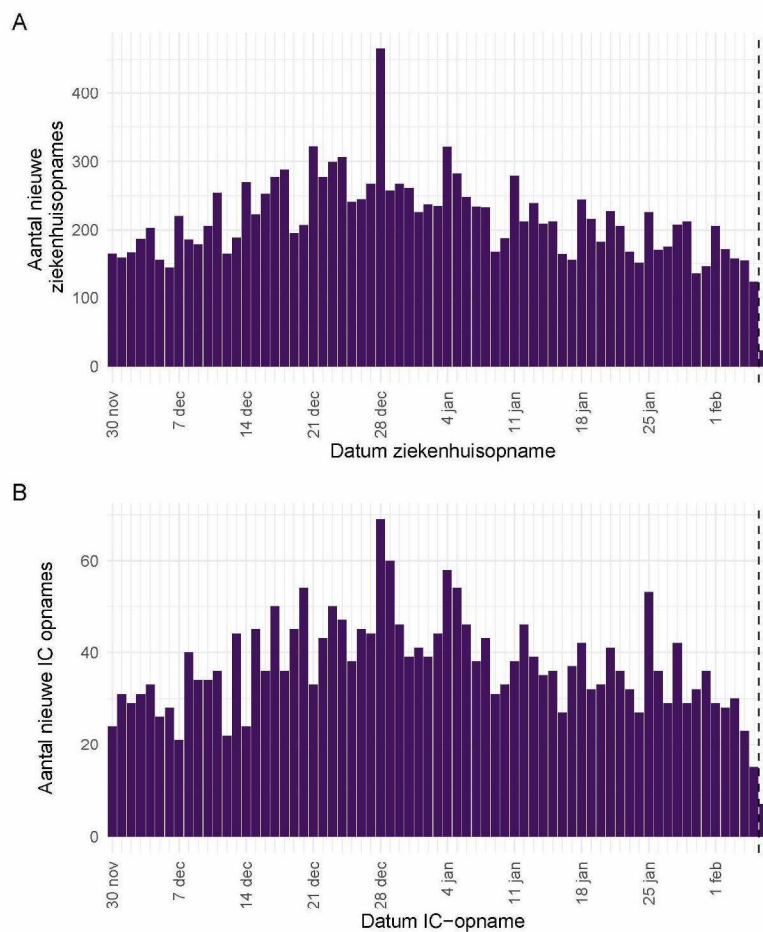 A
Aantal nieuwe
ziekenhuisopnames
400
300
200
100
0
30 nov
7 dec
14 dec
21 dec
28 dec
4 jan
11 jan
18 jan
25 jan
1 feb
Datum ziekenhuisopname
B
Aantal nieuwe IC opnames
60
40
20
0
30 nov
7 dec
14 dec
21 dec
28 dec
4 jan
11 jan
18 jan
25 jan
1 feb
Datum IC−opname